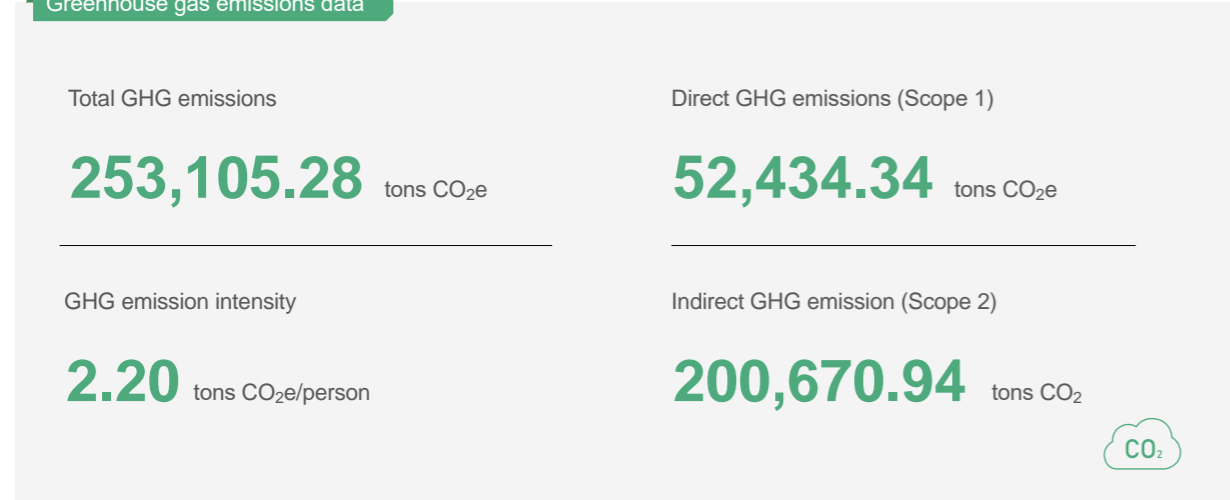 Greenhouse gas emissions data
Total GHG emissions
253,105.28 tons CO₂e
Direct GHG emissions (Scope 1)
52,434.34 tons CO₂e
GHG emission intensity
2.20 tons CO₂e/person
Indirect GHG emission (Scope 2)
200,670.94 tons CO₂
CO₂